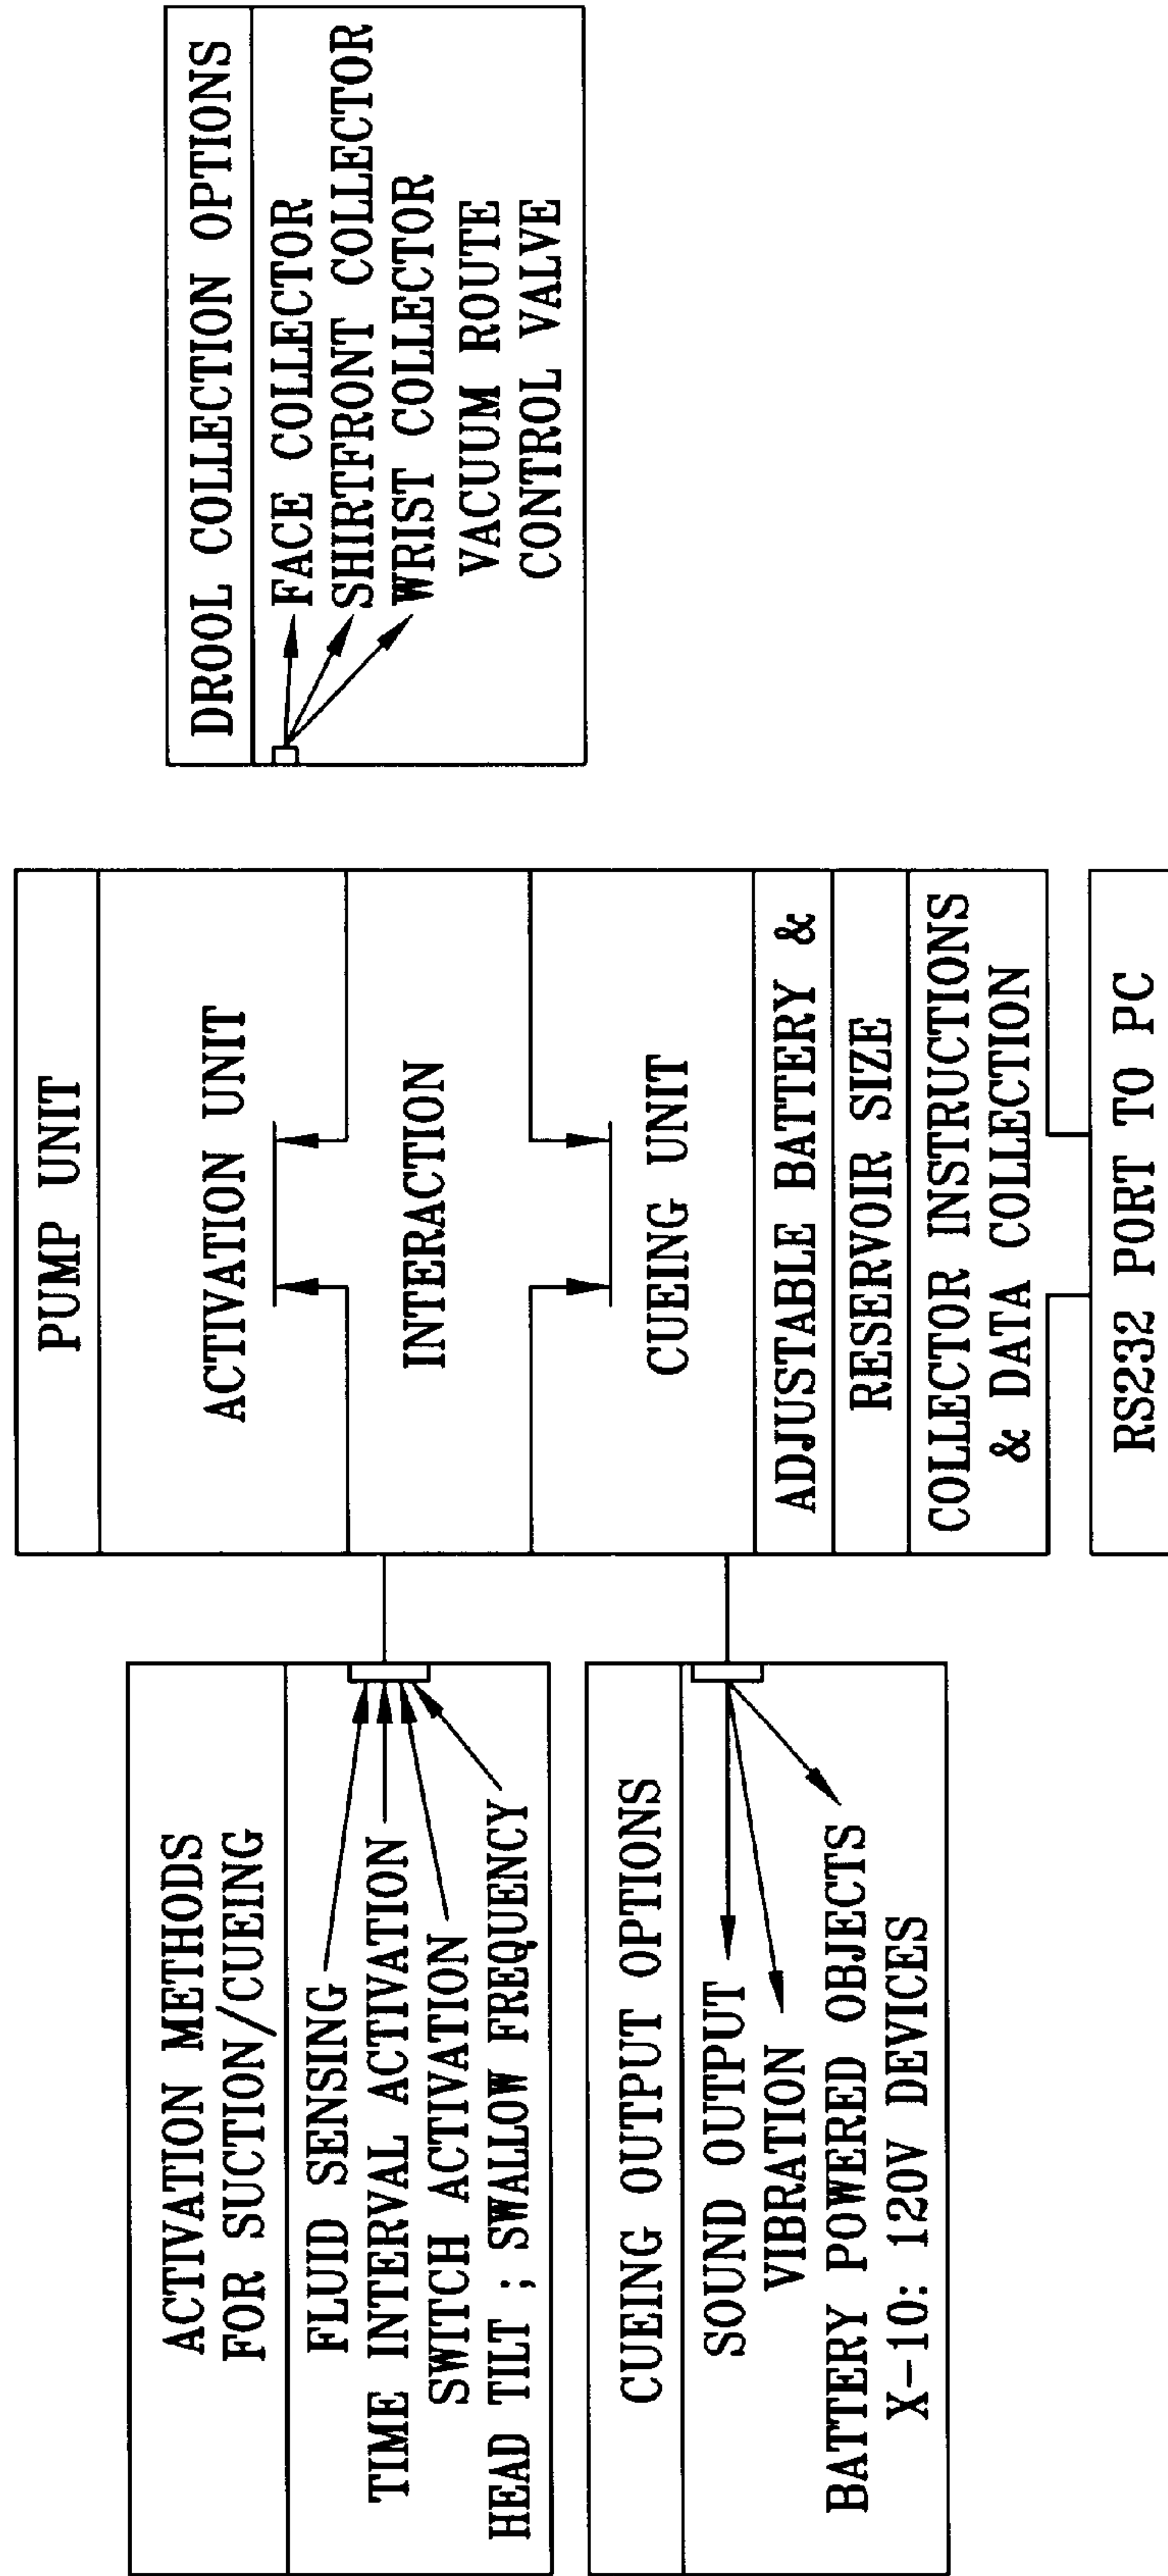 ACTIVATION METHODS
FOR SUCTION/CUEING
FLUID SENSING
TIME INTERVAL ACTIVATION
SWITCH ACTIVATION
HEAD TILT ; SWALLOW FREQUENCY
CUEING OUTPUT OPTIONS
SOUND OUTPUT
VIBRATION
BATTERY POWERED OBJECTS
X-10: 120V DEVICES
PUMP UNIT
ACTIVATION UNIT
INTERACTION
CUEING UNIT
ADJUSTABLE BATTERY &
RESERVOIR SIZE
COLLECTOR INSTRUCTIONS
& DATA COLLECTION
RS232 PORT TO PC
DROOL COLLECTION OPTIONS
FACE COLLECTOR
SHIRTFRONT COLLECTOR
WRIST COLLECTOR
VACUUM ROUTE
CONTROL VALVE